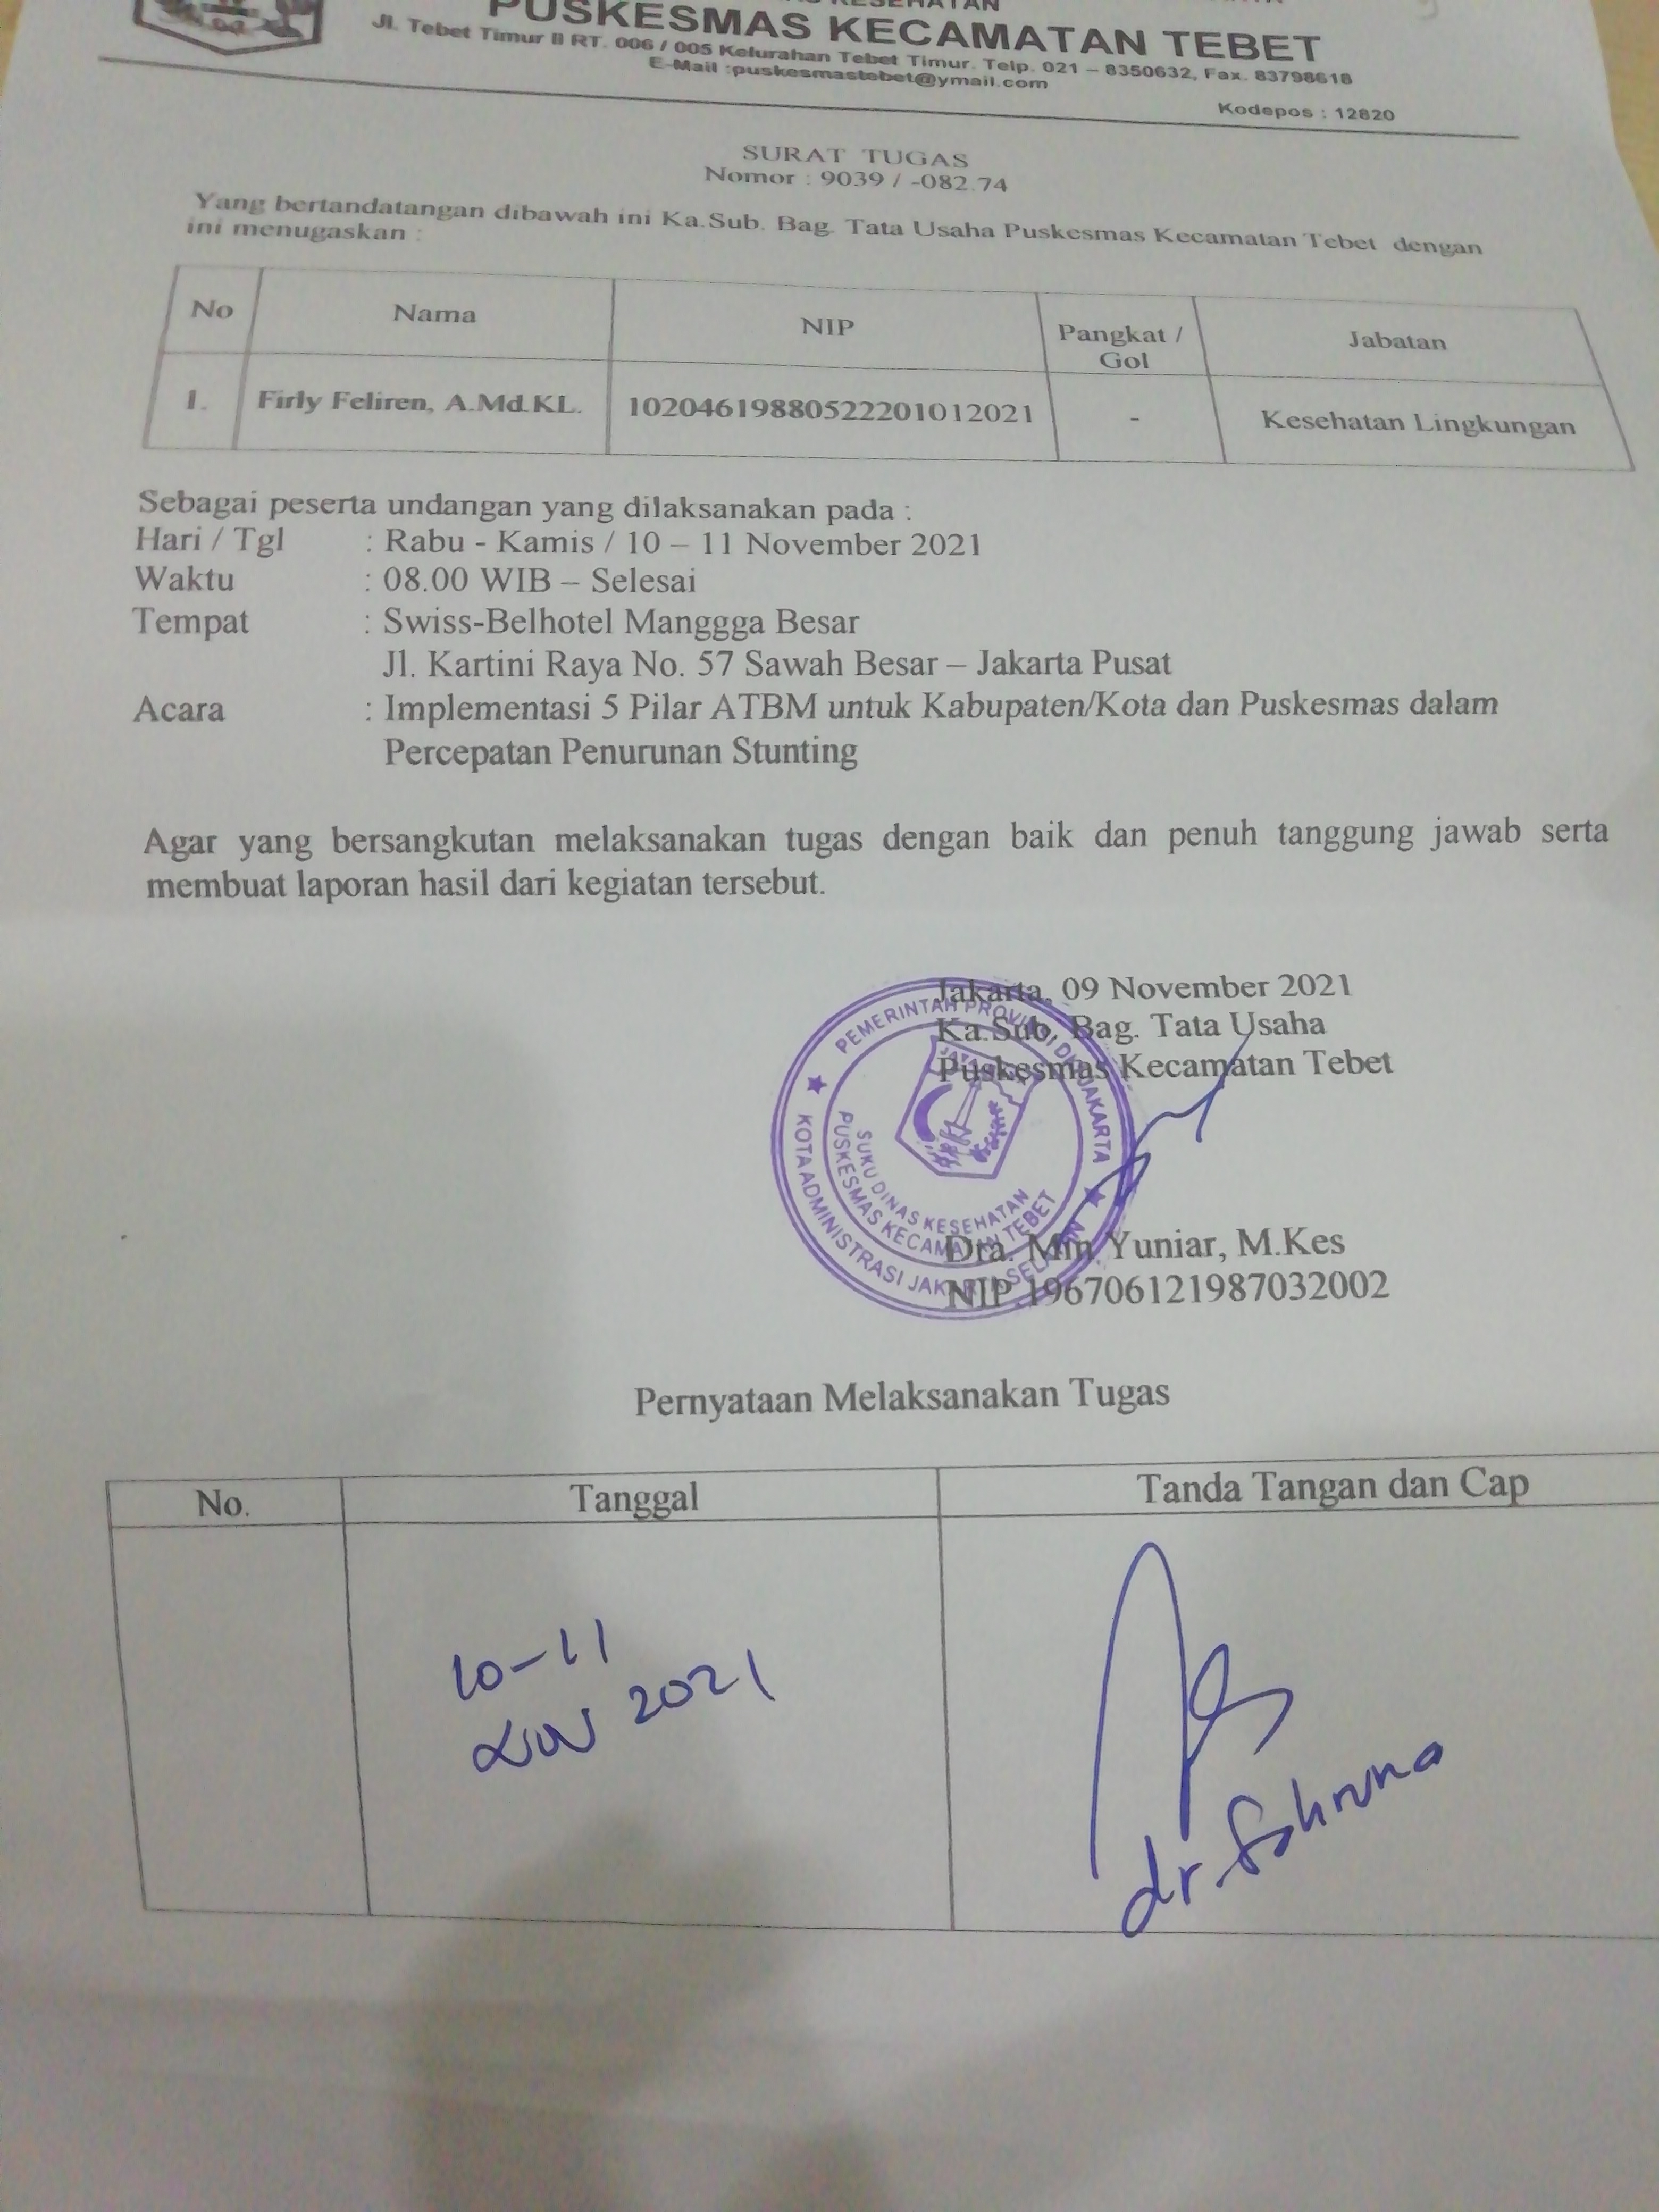 KESEHATAN
PUSKESMAS KECAMATAN TEBET
Jl. Tebet Timur II RT. 006 / 005 Kelurahan Tebet Timur. Telp. 021 – 8350632, Fax. 83798618
E-Mail :puskesmastebet@ymail.com
Kodepos : 12820
SURAT TUGAS
Nomor : 9039 / -082.74
Yang bertandatangan dibawah ini Ka.Sub. Bag. Tata Usaha Puskesmas Kecamatan Tebet dengan
ini menugaskan :
No Nama NIP Pangkat / Gol Jabatan
1. Firly Feliren, A.Md.KL. 10204619880522201012021 - Kesehatan Lingkungan
Sebagai peserta undangan yang dilaksanakan pada :
Hari / Tgl : Rabu - Kamis / 10 – 11 November 2021
Waktu : 08.00 WIB – Selesai
Tempat : Swiss-Belhotel Manggga Besar
Jl. Kartini Raya No. 57 Sawah Besar – Jakarta Pusat
Acara : Implementasi 5 Pilar ATBM untuk Kabupaten/Kota dan Puskesmas dalam
Percepatan Penurunan Stunting
Agar yang bersangkutan melaksanakan tugas dengan baik dan penuh tanggung jawab serta
membuat laporan hasil dari kegiatan tersebut.
Jakarta, 09 November 2021
Ka.Sub, Bag. Tata Usaha
Puskesmas Kecamatan Tebet
PEMERINTAH PROVINSI DKI JAKARTA
JAYA RAYA
SUKU DINAS KESEHATAN
PUSKESMAS KECAMATAN TEBET
KOTA ADMINISTRASI JAKARTA SELATAN
Dra. Min Yuniar, M.Kes
NIP 196706121987032002
Pernyataan Melaksanakan Tugas
No. Tanggal Tanda Tangan dan Cap
10-11
Nov 2021
dr.